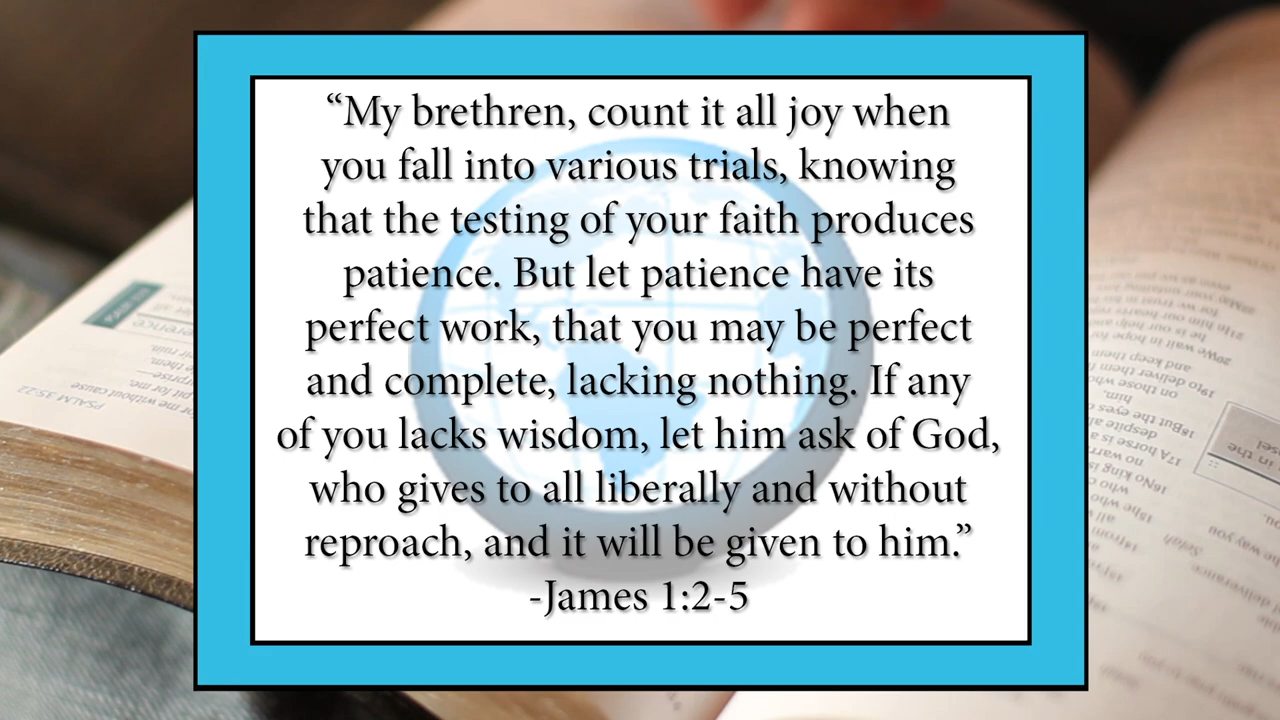 “My brethren, count it all joy when
you fall into various trials, knowing
that the testing of your faith produces
patience. But let patience have its
perfect work, that you may be perfect
and complete, lacking nothing. If any
of you lacks wisdom, let him ask of God,
who gives to all liberally and without
reproach, and it will be given to him.”
-James 1:2-5
PSALM 35:22